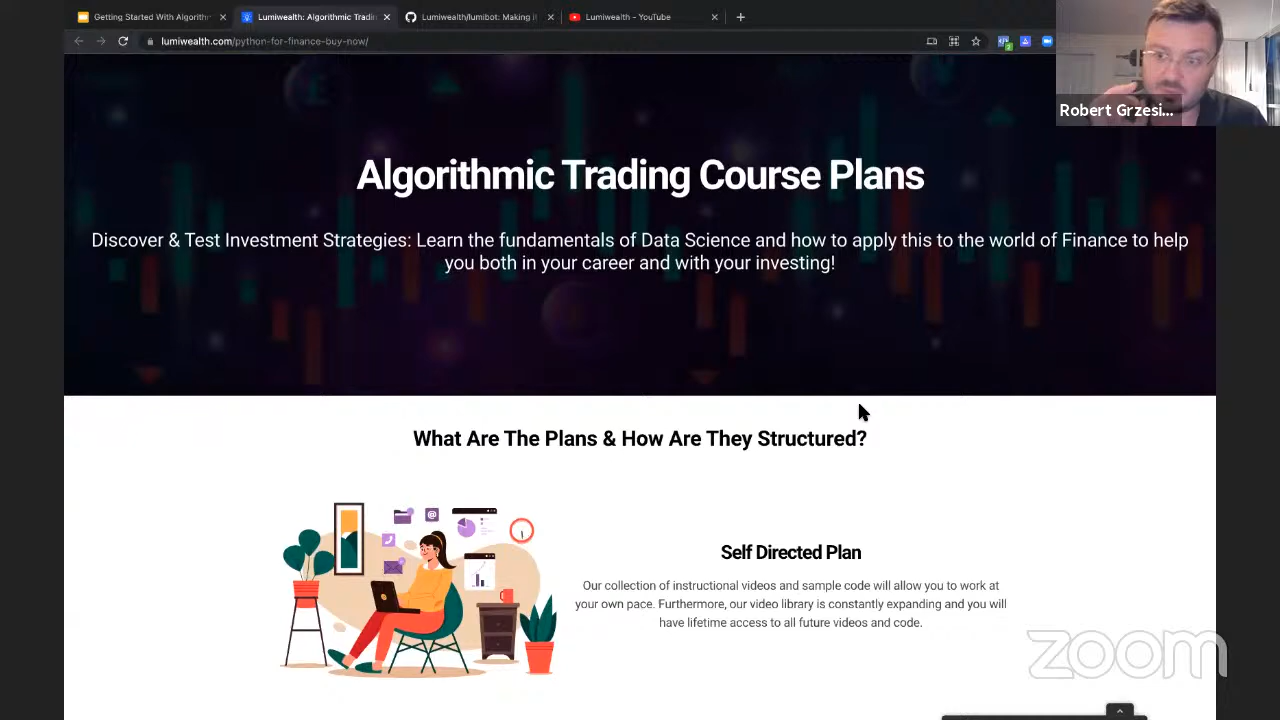 Getting Started With Algorithm
Lumiwealth: Algorithmic Tradin
Lumiwealth/lumibot: Making it
Lumiwealth - YouTube
lumiwealth.com/python-for-finance-buy-now/
Robert Grzesi...
Algorithmic Trading Course Plans
Discover & Test Investment Strategies: Learn the fundamentals of Data Science and how to apply this to the world of Finance to help
you both in your career and with your investing!
What Are The Plans & How Are They Structured?
Self Directed Plan
Our collection of instructional videos and sample code will allow you to work at
your own pace. Furthermore, our video library is constantly expanding and you will
have lifetime access to all future videos and code.
zoom